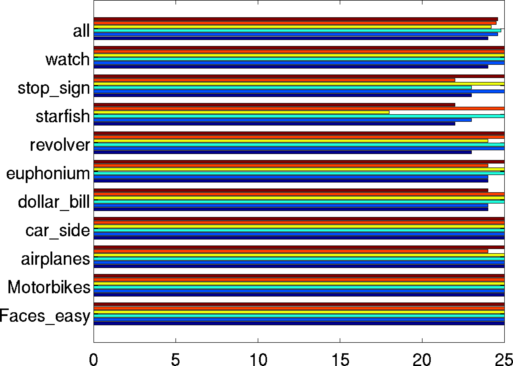 all
watch
stop_sign
starfish
revolver
euphonium
dollar_bill
car_side
airplanes
Motorbikes
Faces_easy
0 5 10 15 20 25